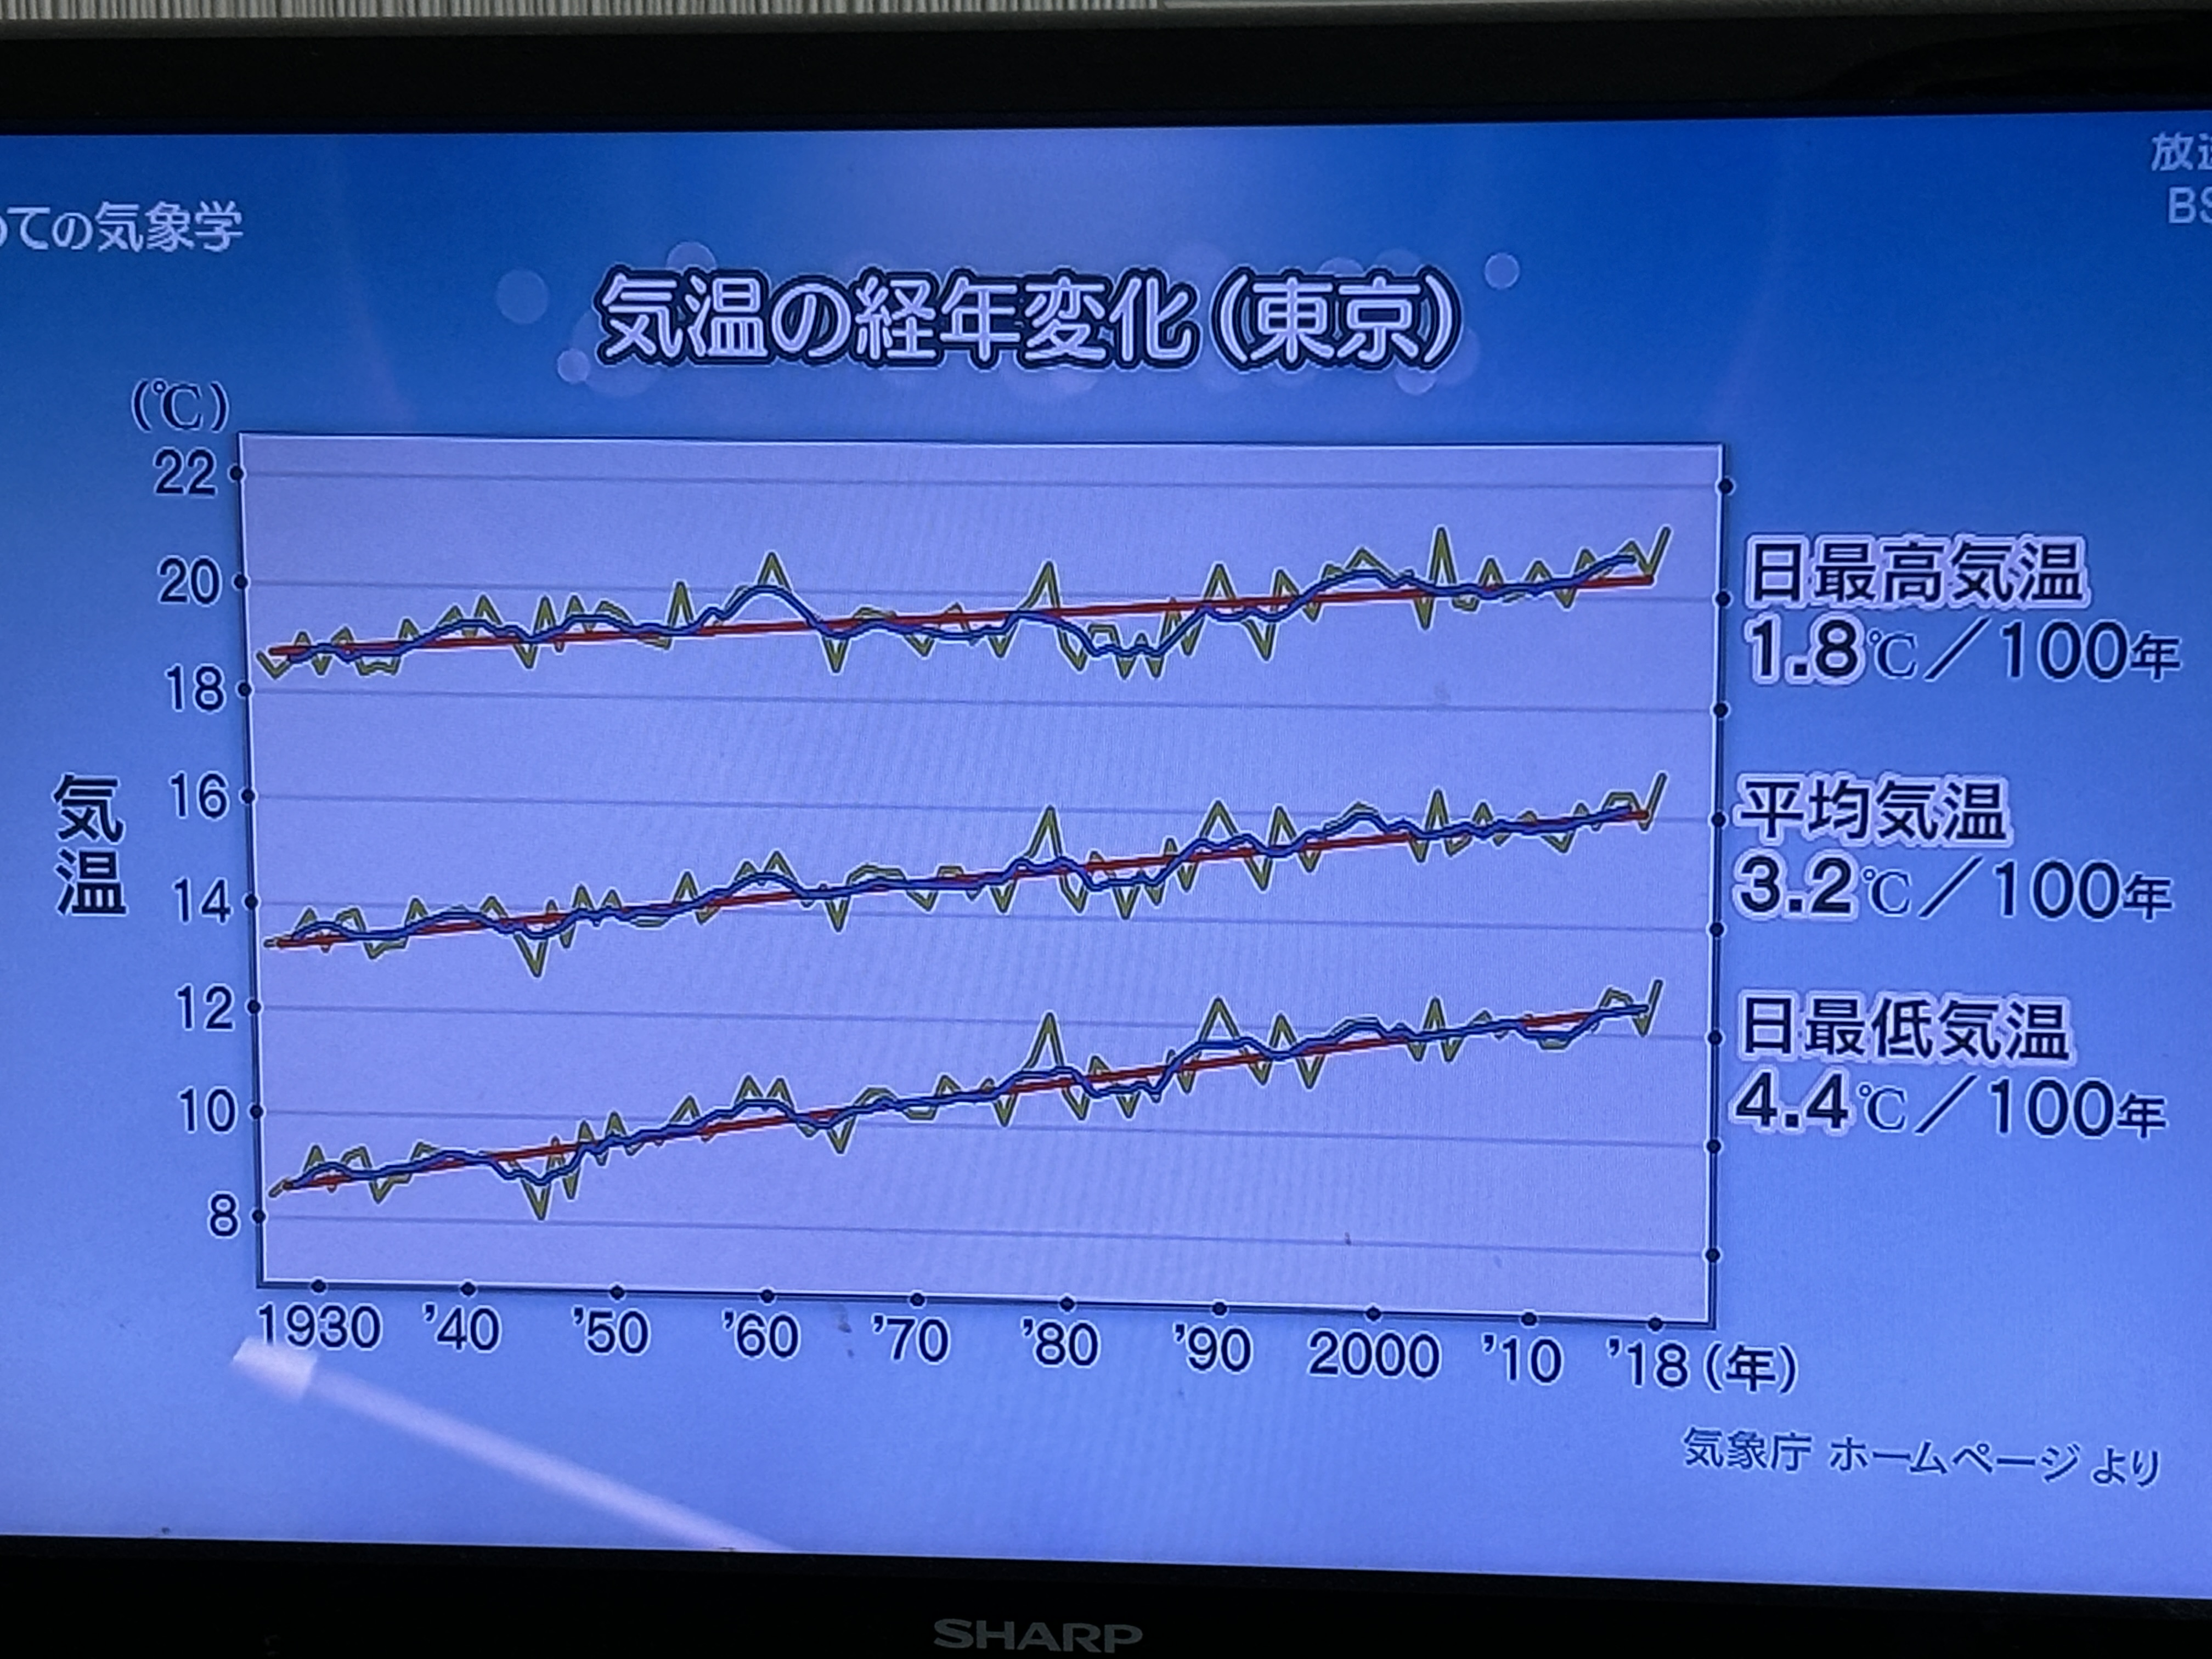 ての気象学
放送
BS
気温の経年変化(東京)
(℃)
22
20
18
16
14
12
10
8
気温
日最高気温
1.8℃/100年
平均気温
3.2℃/100年
日最低気温
4.4℃/100年
1930 '40 '50 '60 '70 '80 '90 2000 '10 '18(年)
気象庁 ホームページ より
SHARP